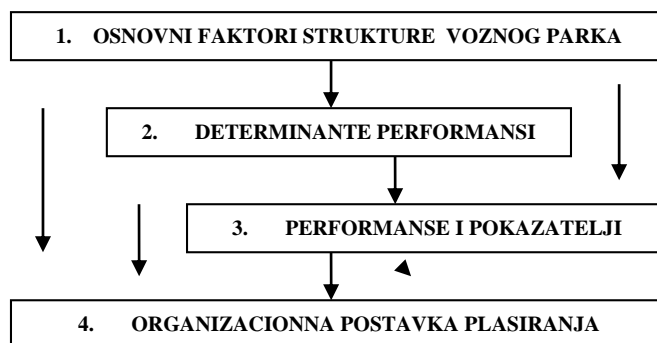 1. OSNOVNI FAKTORI STRUKTURE VOZNOG PARKA
2. DETERMINANTE PERFORMANSI
3. PERFORMANSE I POKAZATELJI
4. ORGANIZACIONNA POSTAVKA PLASIRANJA